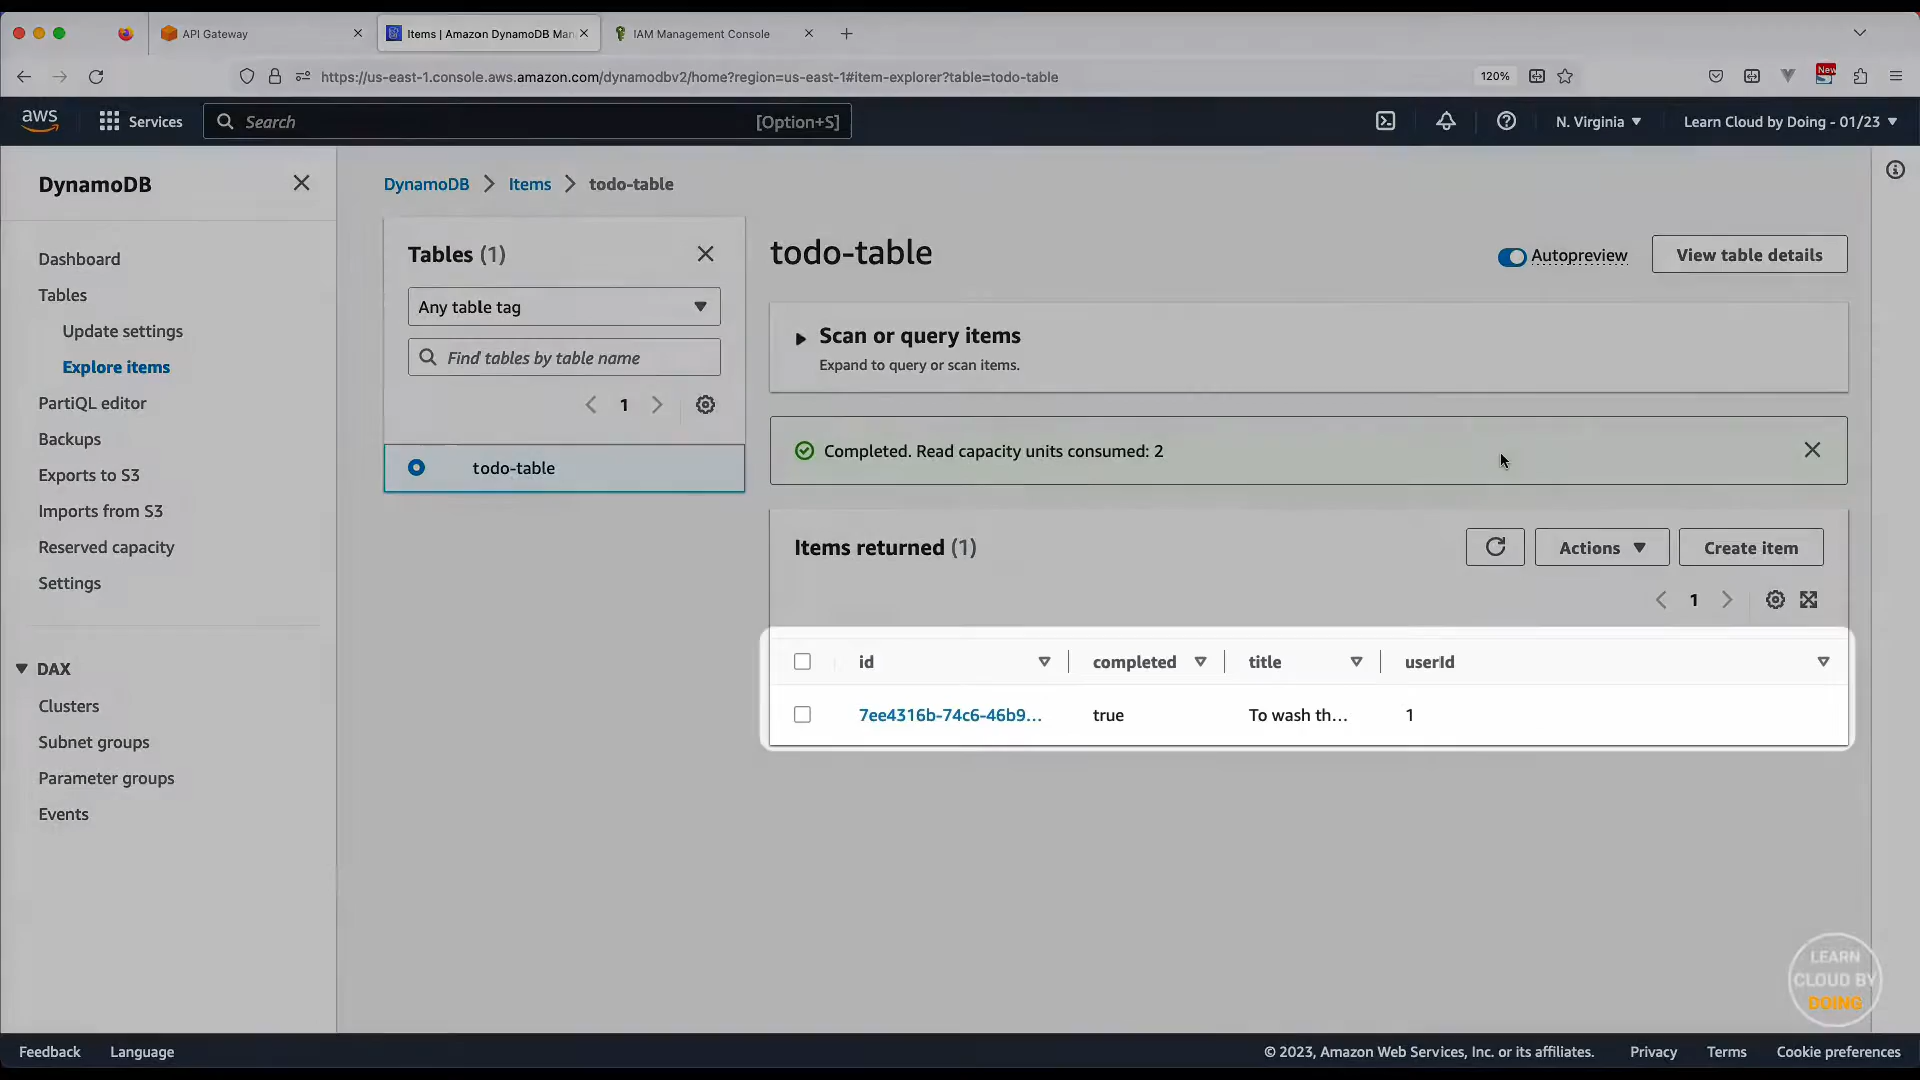 API Gateway
Items | Amazon DynamoDB Man
IAM Management Console
https://us-east-1.console.aws.amazon.com/dynamodbv2/home?region=us-east-1#item-explorer?table=todo-table
120%
New
aws
Services
Search
[Option+S]
N. Virginia
Learn Cloud by Doing - 01/23
DynamoDB
Dashboard
Tables
Update settings
Explore items
PartiQL editor
Backups
Exports to S3
Imports from S3
Reserved capacity
Settings
DAX
Clusters
Subnet groups
Parameter groups
Events
DynamoDB
Items
todo-table
Tables (1)
Any table tag
Find tables by table name
1
todo-table
todo-table
Autopreview
View table details
Scan or query items
Expand to query or scan items.
Completed. Read capacity units consumed: 2
Items returned (1)
Actions
Create item
1
id completed title userId
7ee4316b-74c6-46b9... true To wash th... 1
LEARN
CLOUD BY
DOING
Feedback
Language
© 2023, Amazon Web Services, Inc. or its affiliates.
Privacy
Terms
Cookie preferences